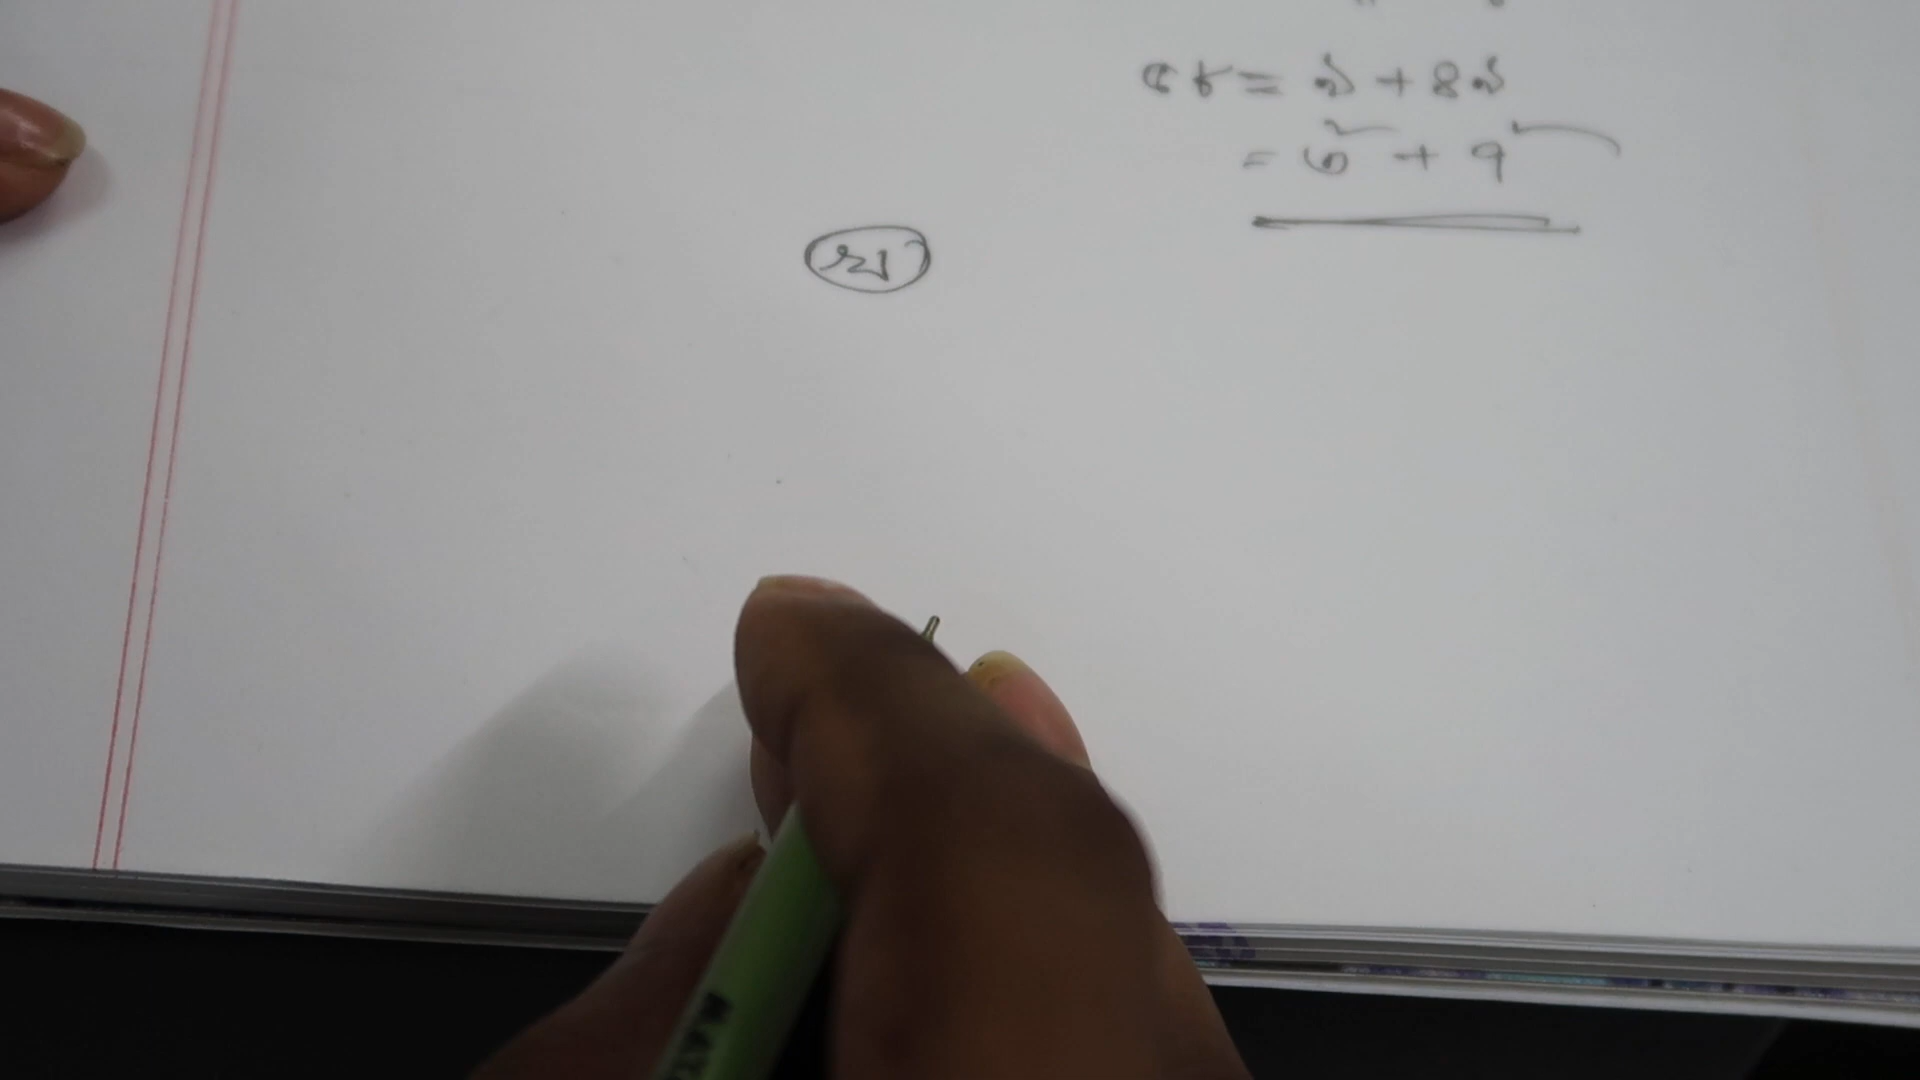 ৫৮ = ৯ + ৪৯
= ৩² + ৭²